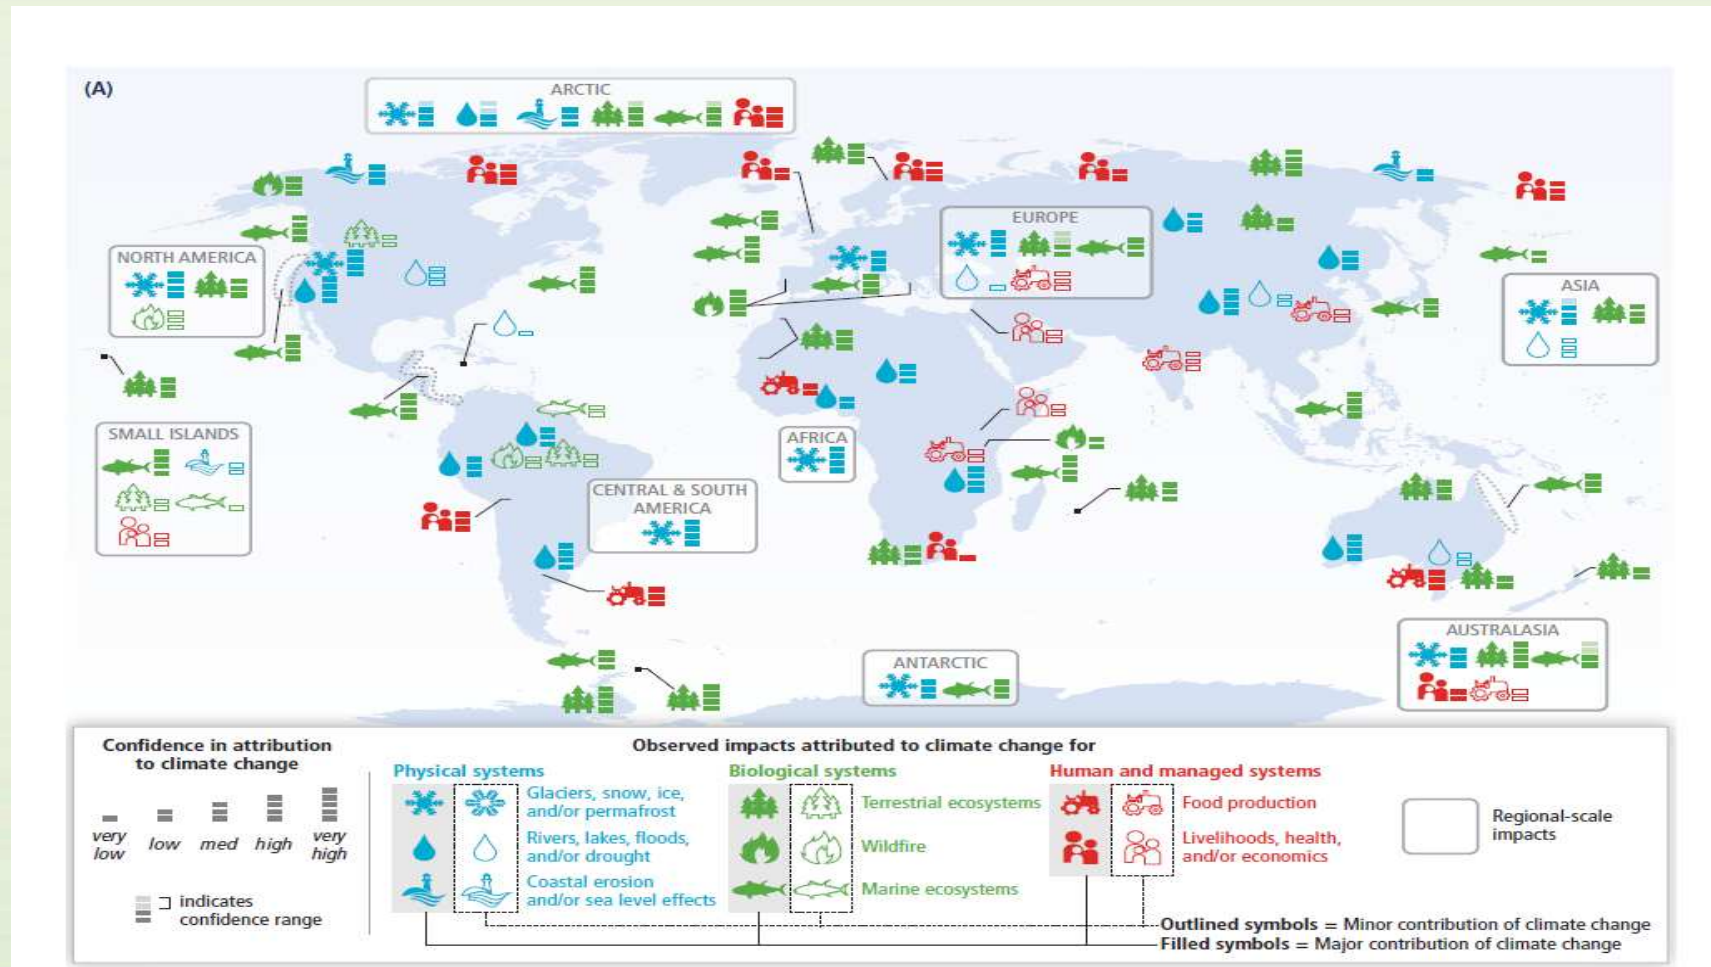 (A)
ARCTIC
EUROPE
NORTH AMERICA
ASIA
SMALL ISLANDS
AFRICA
CENTRAL & SOUTH
AMERICA
AUSTRALASIA
ANTARCTIC
Confidence in attribution
to climate change
very
low
low
med
high
very
high
indicates
confidence range
Observed impacts attributed to climate change for
Physical systems
Glaciers, snow, ice,
and/or permafrost
Rivers, lakes, floods,
and/or drought
Coastal erosion
and/or sea level effects
Biological systems
Terrestrial ecosystems
Wildfire
Marine ecosystems
Human and managed systems
Food production
Livelihoods, health,
and/or economics
Regional-scale
impacts
Outlined symbols = Minor contribution of climate change
Filled symbols = Major contribution of climate change